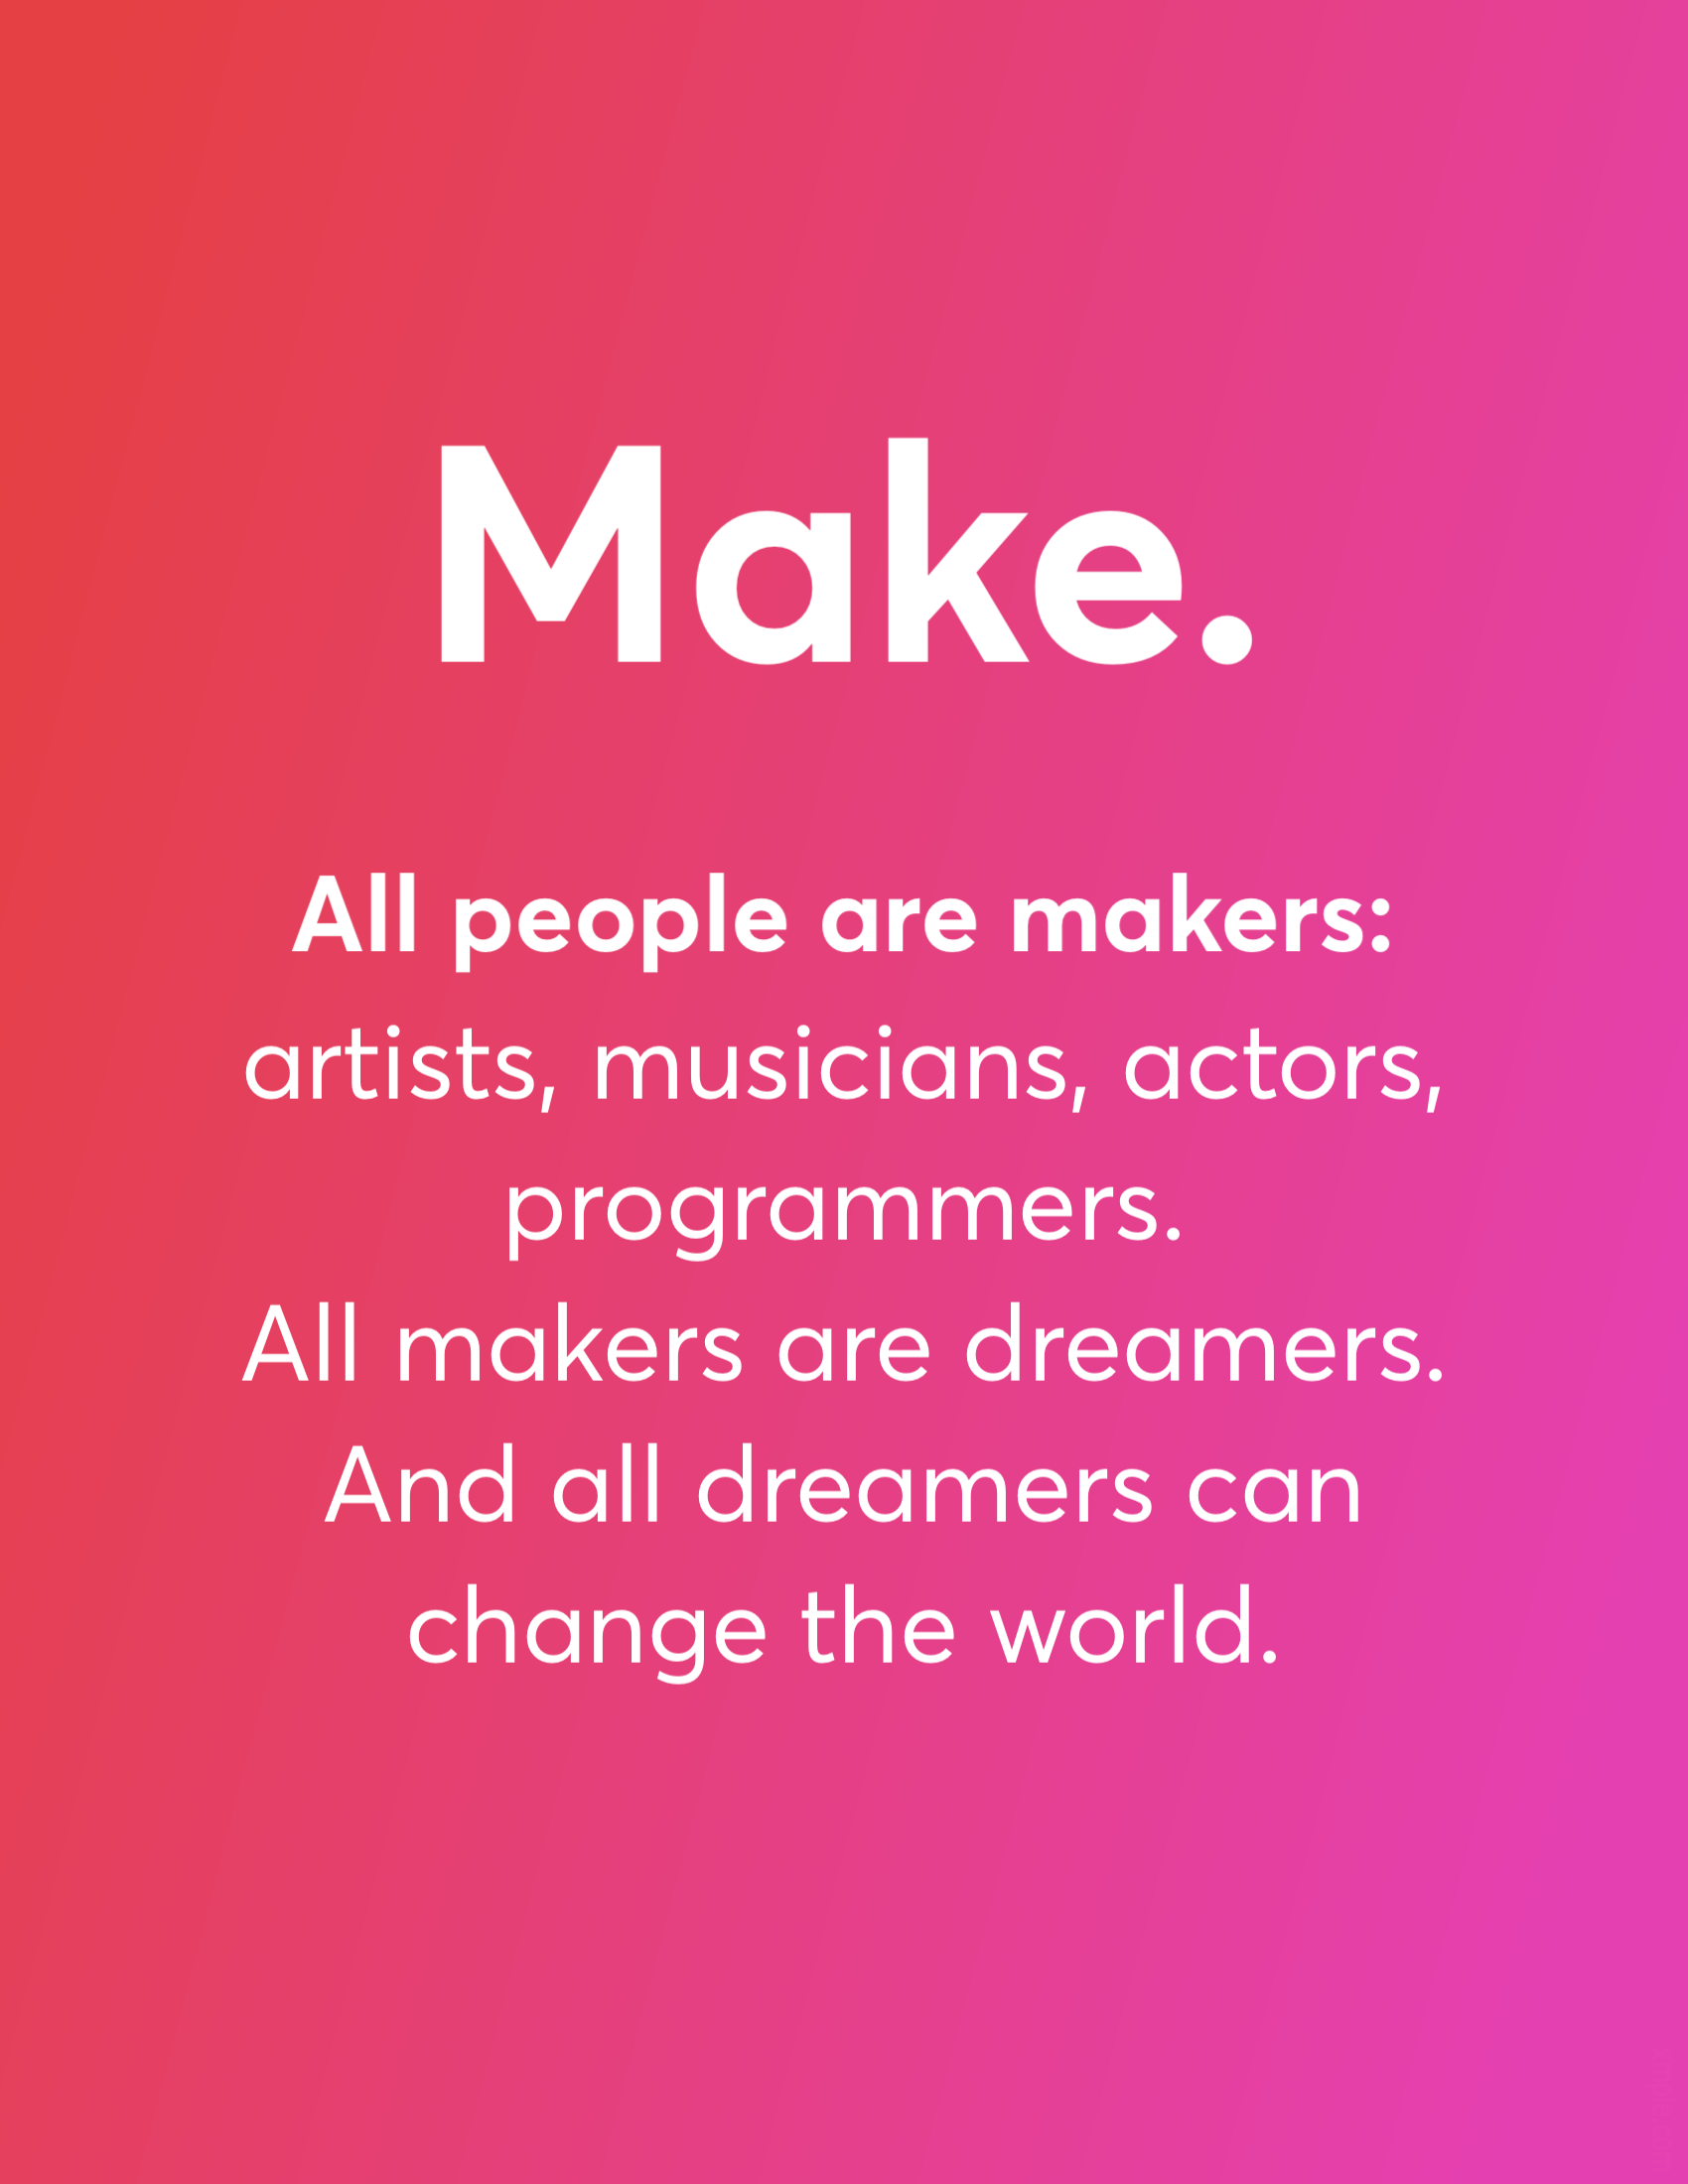 Make.
All people are makers:
artists, musicians, actors,
programmers.
All makers are dreamers.
And all dreamers can
change the world.